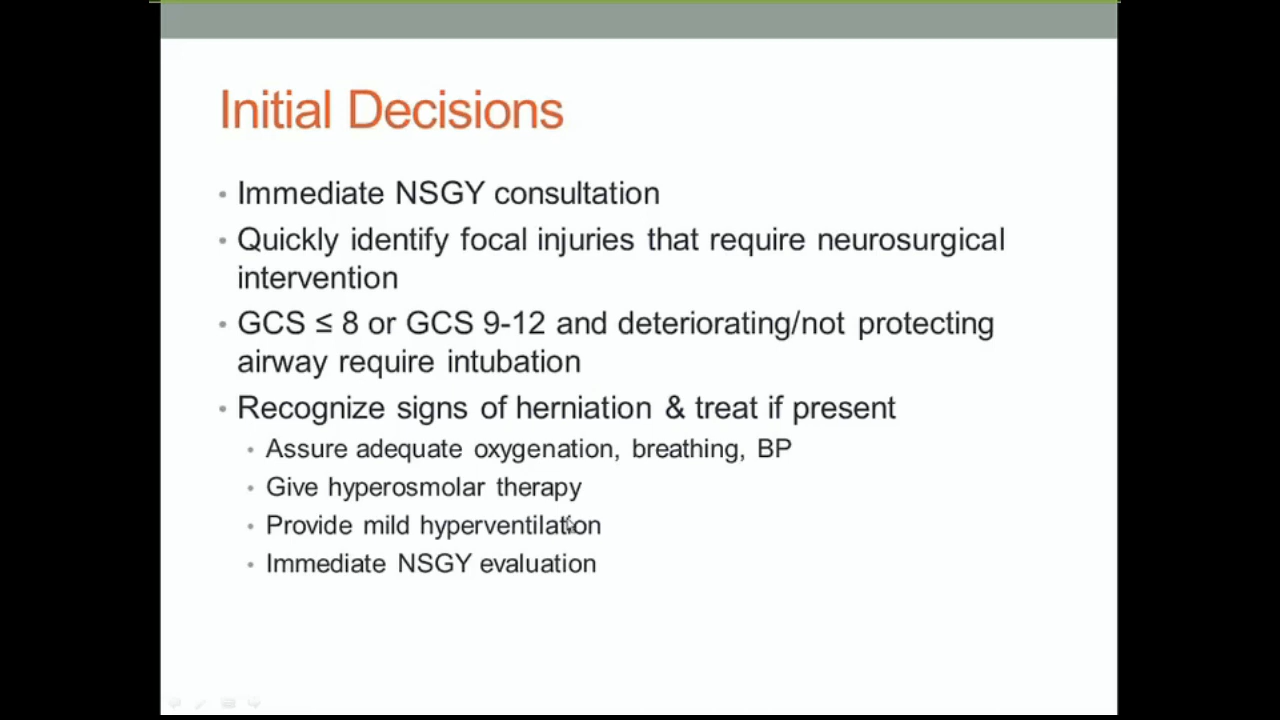 Initial Decisions
• Immediate NSGY consultation
• Quickly identify focal injuries that require neurosurgical
intervention
• GCS ≤ 8 or GCS 9-12 and deteriorating/not protecting
airway require intubation
• Recognize signs of herniation & treat if present
• Assure adequate oxygenation, breathing, BP
• Give hyperosmolar therapy
• Provide mild hyperventilation
• Immediate NSGY evaluation